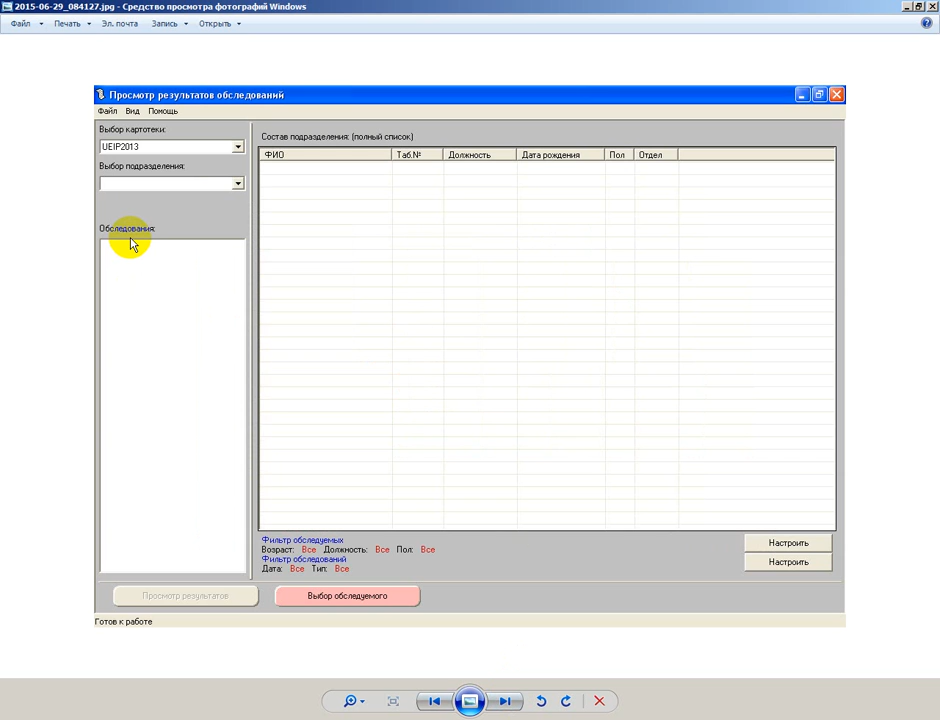 2015-06-29_084127.jpg - Средство просмотра фотографий Windows
Файл Печать Эл. почта Запись Открыть
Просмотр результатов обследований
Файл Вид Помощь
Выбор картотеки:
UEIP2013
Выбор подразделения:
Обследования:
Состав подразделения: (полный список)
ФИО Таб.№ Должность Дата рождения Пол Отдел
Фильтр обследуемых
Возраст: Все Должность: Все Пол: Все
Настроить
Фильтр обследований
Дата: Все Тип: Все
Настроить
Просмотр результатов Выбор обследуемого
Готов к работе